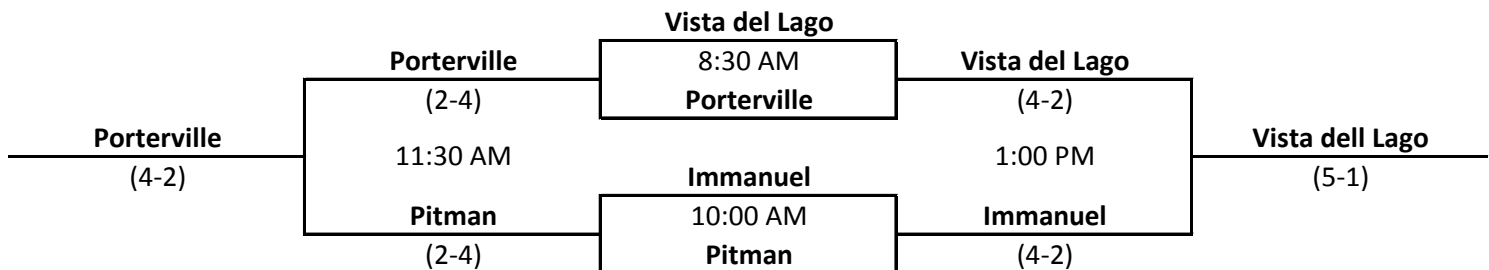 Vista del Lago
Porterville 8:30 AM Vista del Lago
(2-4) Porterville (4-2)
Porterville 11:30 AM 1:00 PM Vista dell Lago
(4-2) Immanuel (5-1)
Pitman 10:00 AM Immanuel
(2-4) Pitman (4-2)